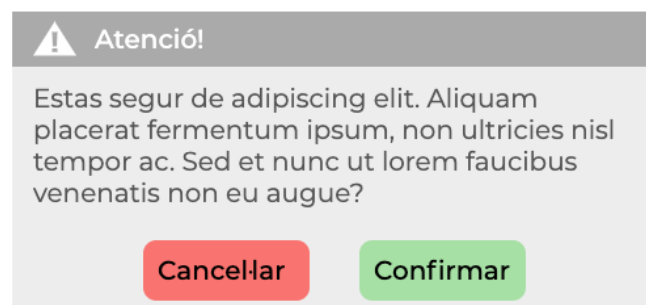 Atenció!
Estas segur de adipiscing elit. Aliquam
placerat fermentum ipsum, non ultricies nisl
tempor ac. Sed et nunc ut lorem faucibus
venenatis non eu augue?
Cancel·lar Confirmar